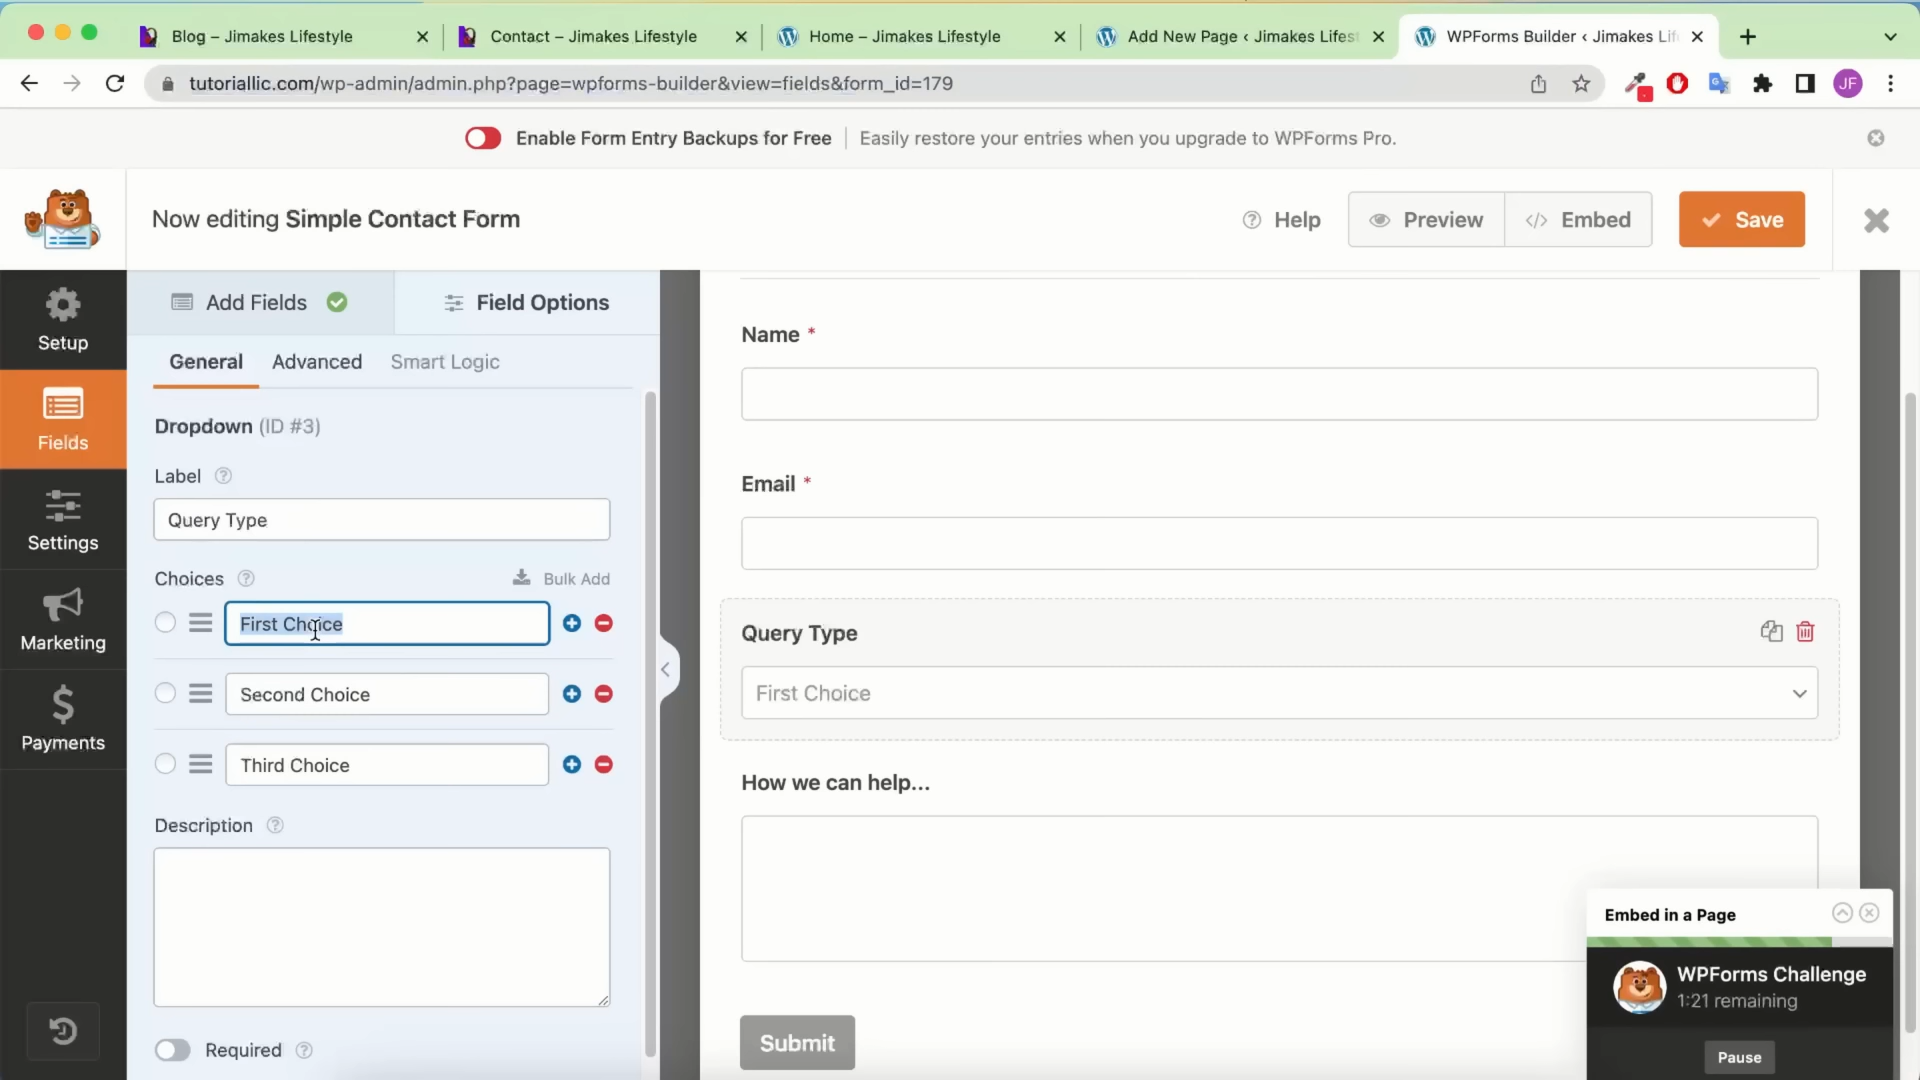 Blog – Jimakes Lifestyle
Contact – Jimakes Lifestyle
Home – Jimakes Lifestyle
Add New Page ‹ Jimakes Lifest
WPForms Builder ‹ Jimakes Lif
tutoriallic.com/wp-admin/admin.php?page=wpforms-builder&view=fields&form_id=179
JF
Enable Form Entry Backups for Free
Easily restore your entries when you upgrade to WPForms Pro.
Now editing Simple Contact Form
Help
Preview
Embed
Save
Setup
Fields
Settings
Marketing
Payments
Add Fields
Field Options
General
Advanced
Smart Logic
Dropdown (ID #3)
Label
Query Type
Choices
Bulk Add
First Choice
Second Choice
Third Choice
Description
Required
Name *
Email *
Query Type
First Choice
How we can help...
Submit
Embed in a Page
WPForms Challenge
1:21 remaining
Pause